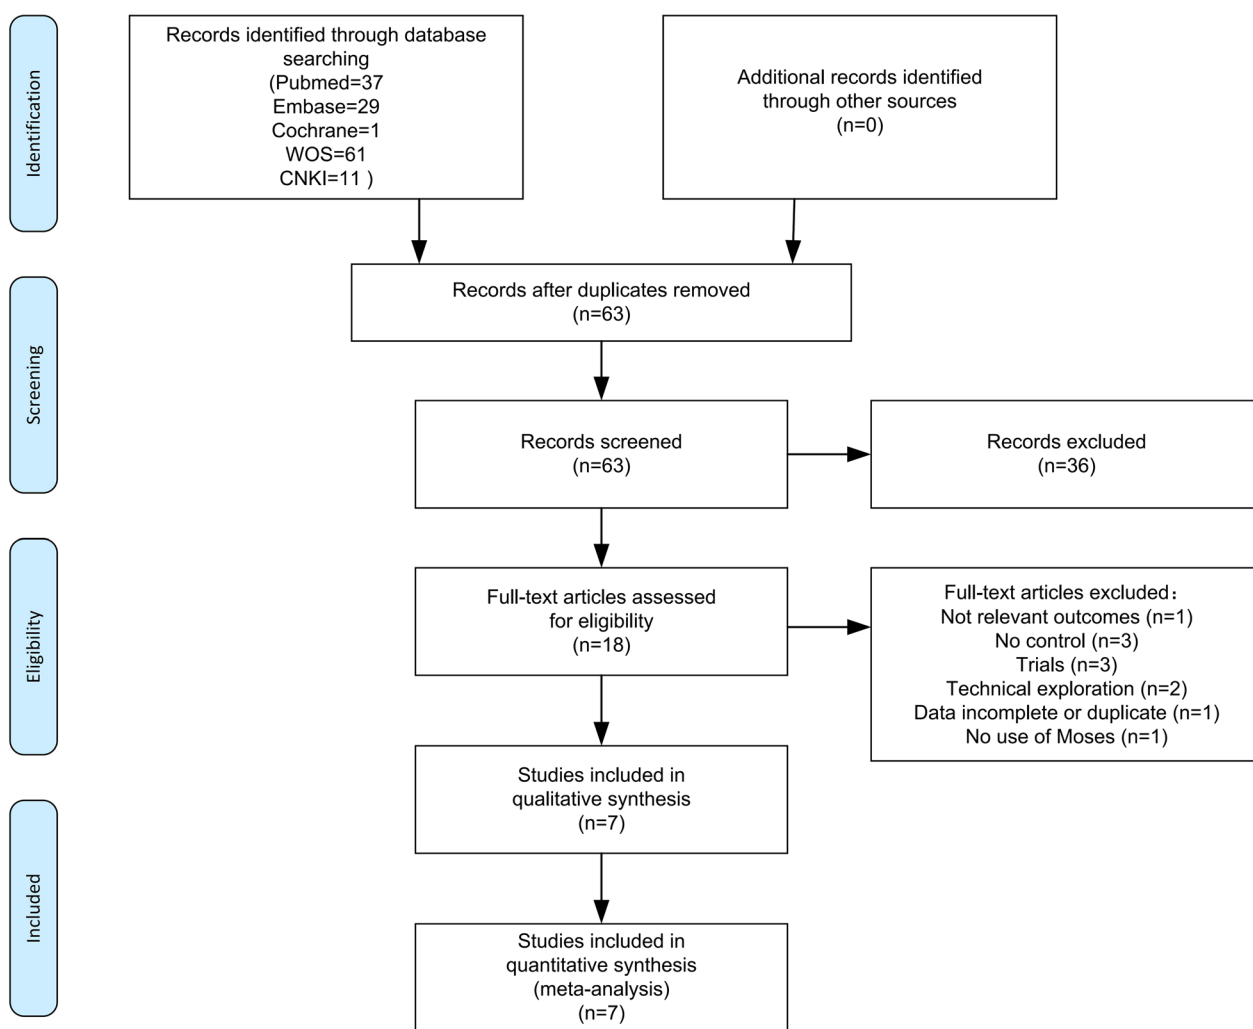 Identification
Records identified through database
searching
(Pubmed=37
Embase=29
Cochrane=1
WOS=61
CNKI=11 )
Additional records identified
through other sources
(n=0)
Screening
Records after duplicates removed
(n=63)
Records screened
(n=63)
Records excluded
(n=36)
Eligibility
Full-text articles assessed
for eligibility
(n=18)
Full-text articles excluded：
Not relevant outcomes (n=1)
No control (n=3)
Trials (n=3)
Technical exploration (n=2)
Data incomplete or duplicate (n=1)
No use of Moses (n=1)
Studies included in
qualitative synthesis
(n=7)
Included
Studies included in
quantitative synthesis
(meta-analysis)
(n=7)